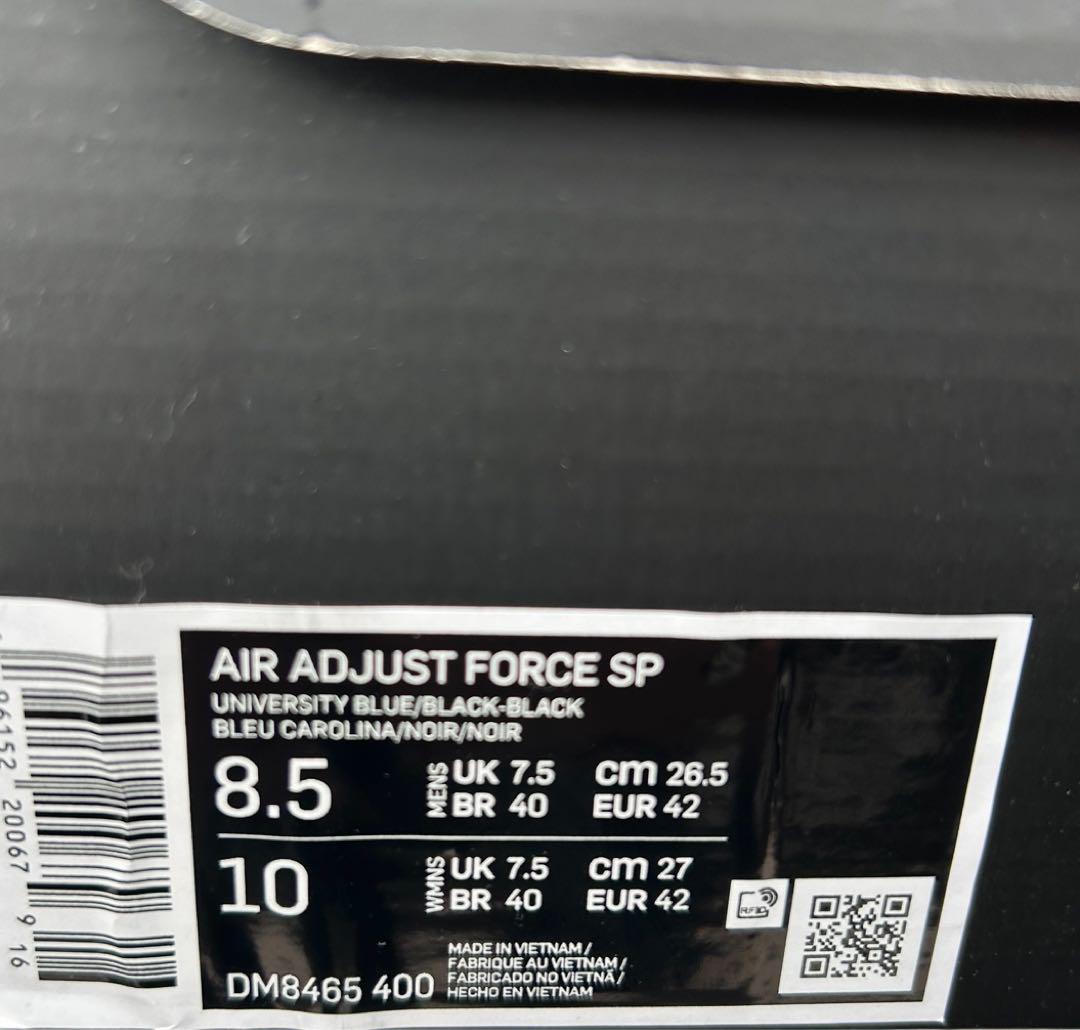 AIR ADJUST FORCE SP
UNIVERSITY BLUE/BLACK-BLACK
BLEU CAROLINA/NOIR/NOIR
8.5
MENS
UK 7.5 cm 26.5
BR 40 EUR 42
10
WMNS
UK 7.5 cm 27
BR 40 EUR 42
RFID
DM8465 400
MADE IN VIETNAM /
FABRIQUE AU VIETNAM /
FABRICADO NO VIETNÃ /
HECHO EN VIETNAM
96152 20067 9 16